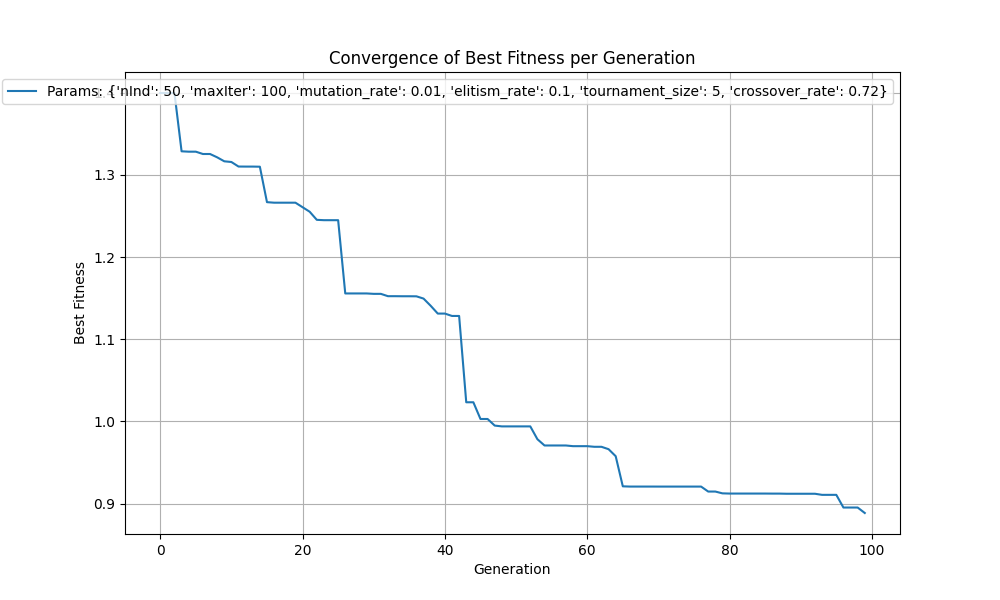 Convergence of Best Fitness per Generation
Params: {'nInd': 50, 'maxIter': 100, 'mutation_rate': 0.01, 'elitism_rate': 0.1, 'tournament_size': 5, 'crossover_rate': 0.72}
1.3
1.2
1.1
1.0
0.9
Best Fitness
0 20 40 60 80 100
Generation